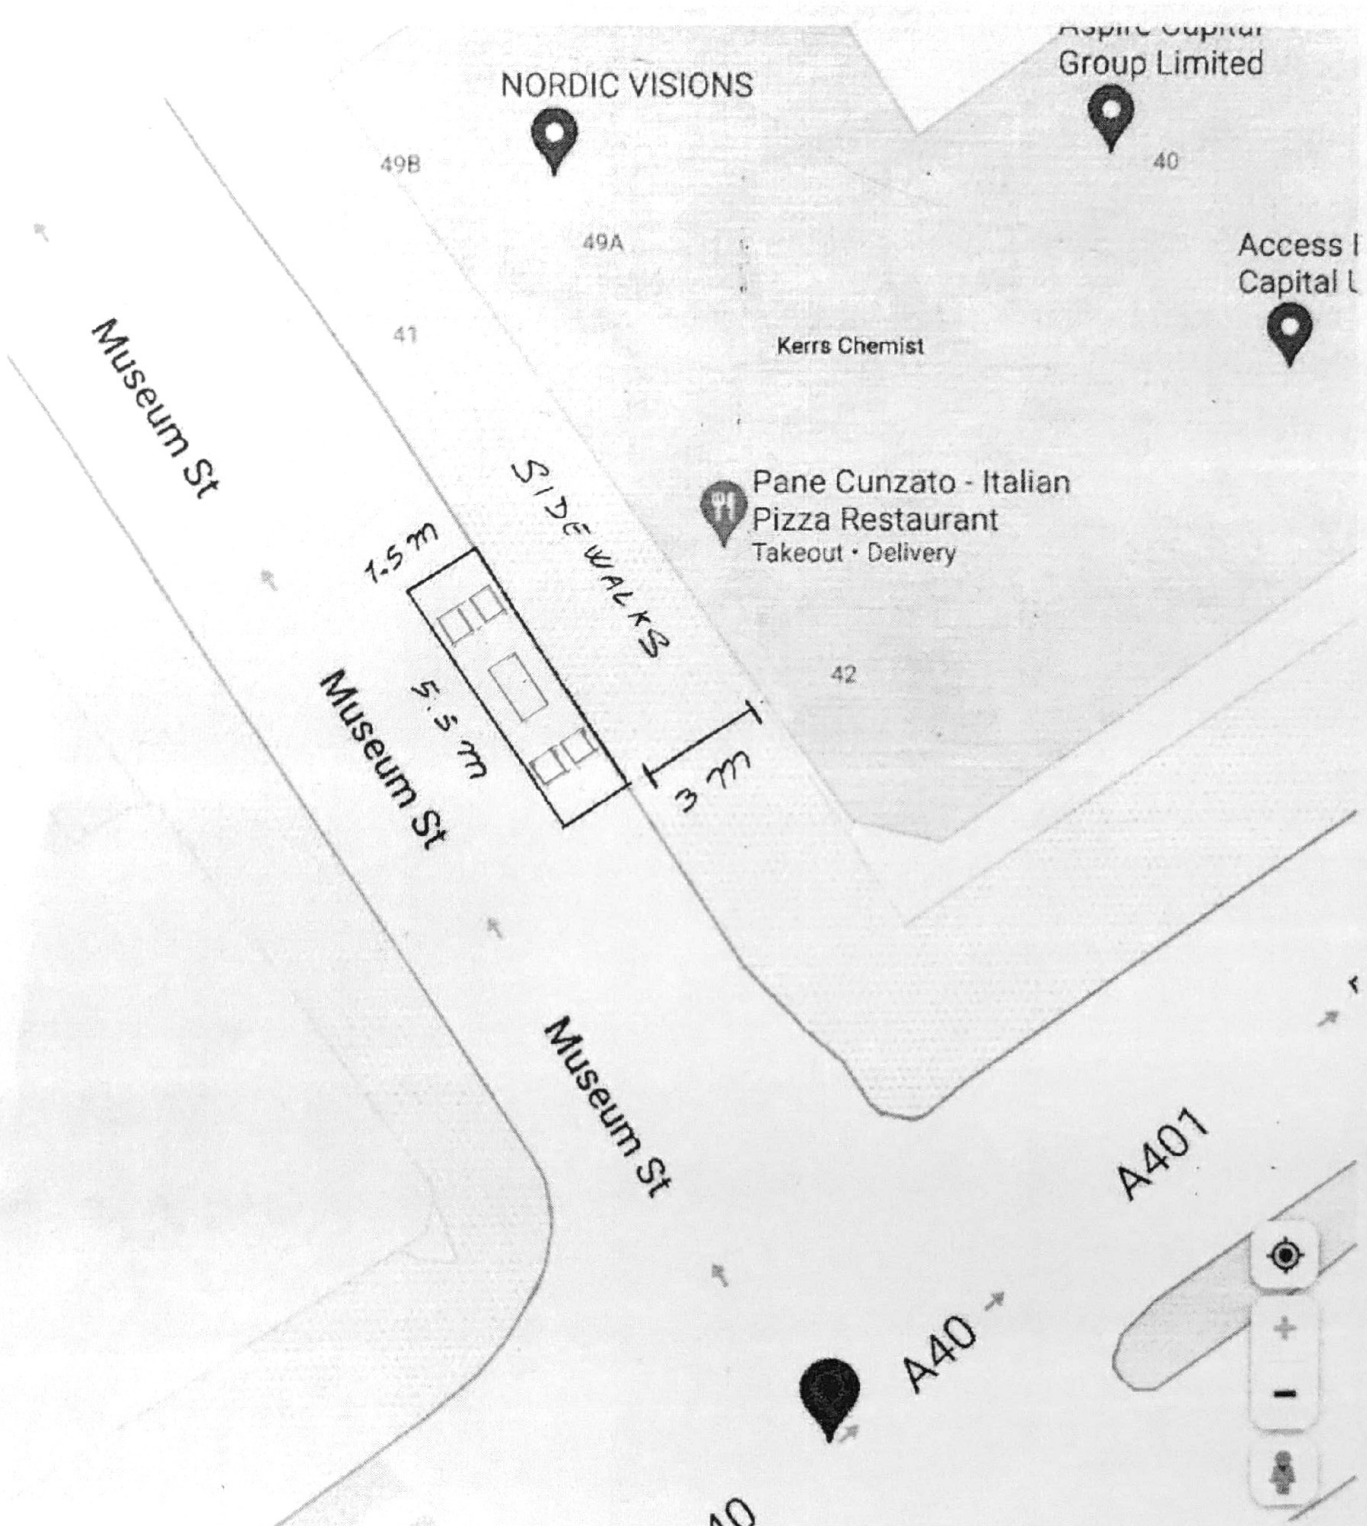 Group Limited
NORDIC VISIONS
49B
40
49A
Access
Capital
41
Museum St
Kerrs Chemist
SIDEWALKS
Pane Cunzato - Italian
Pizza Restaurant
Takeout • Delivery
1.5 m
42
Museum St
5.5 m
3 m
Museum St
A401
A40